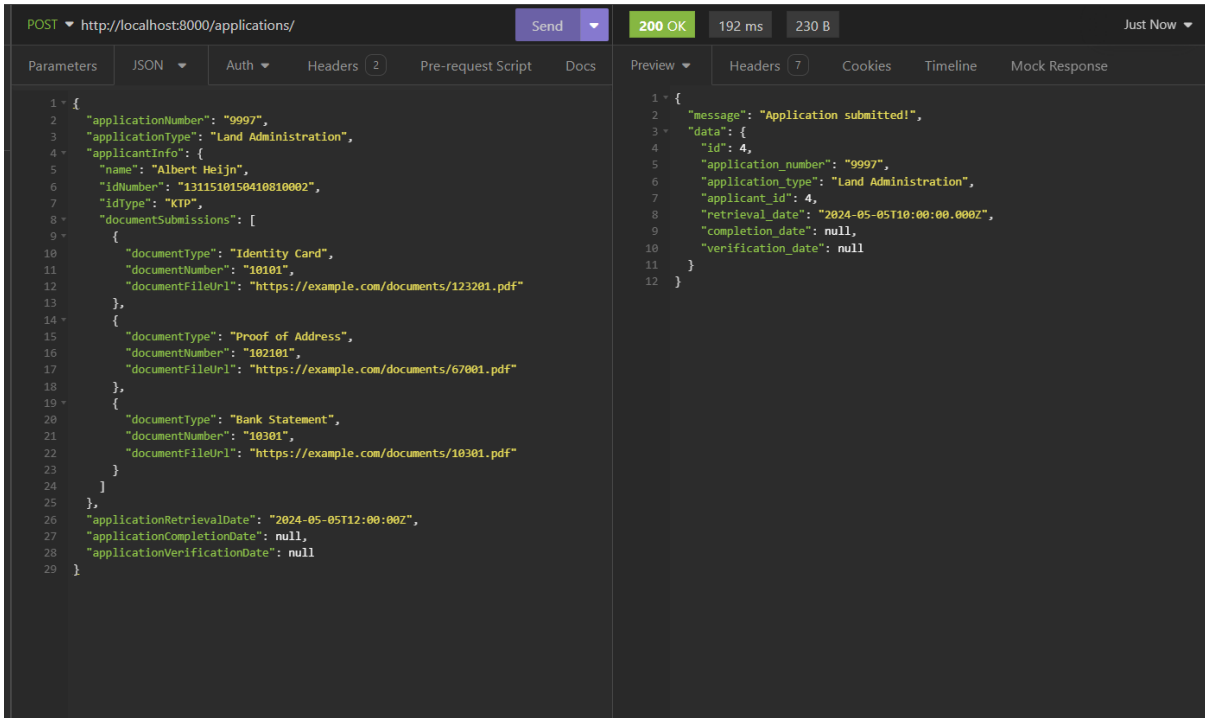 POST http://localhost:8000/applications/ Send
Parameters JSON Auth Headers 2 Pre-request Script Docs
1 {
2 "applicationNumber": "9997",
3 "applicationType": "Land Administration",
4 "applicantInfo": {
5 "name": "Albert Heijn",
6 "idNumber": "1311510150410810002",
7 "idType": "KTP",
8 "documentSubmissions": [
9 {
10 "documentType": "Identity Card",
11 "documentNumber": "10101",
12 "documentFileUrl": "https://example.com/documents/123201.pdf"
13 },
14 {
15 "documentType": "Proof of Address",
16 "documentNumber": "102101",
17 "documentFileUrl": "https://example.com/documents/67001.pdf"
18 },
19 {
20 "documentType": "Bank Statement",
21 "documentNumber": "10301",
22 "documentFileUrl": "https://example.com/documents/10301.pdf"
23 }
24 ]
25 },
26 "applicationRetrievalDate": "2024-05-05T12:00:00Z",
27 "applicationCompletionDate": null,
28 "applicationVerificationDate": null
29 }
200 OK 192 ms 230 B Just Now
Preview Headers 7 Cookies Timeline Mock Response
1 {
2 "message": "Application submitted!",
3 "data": {
4 "id": 4,
5 "application_number": "9997",
6 "application_type": "Land Administration",
7 "applicant_id": 4,
8 "retrieval_date": "2024-05-05T10:00:00.000Z",
9 "completion_date": null,
10 "verification_date": null
11 }
12 }